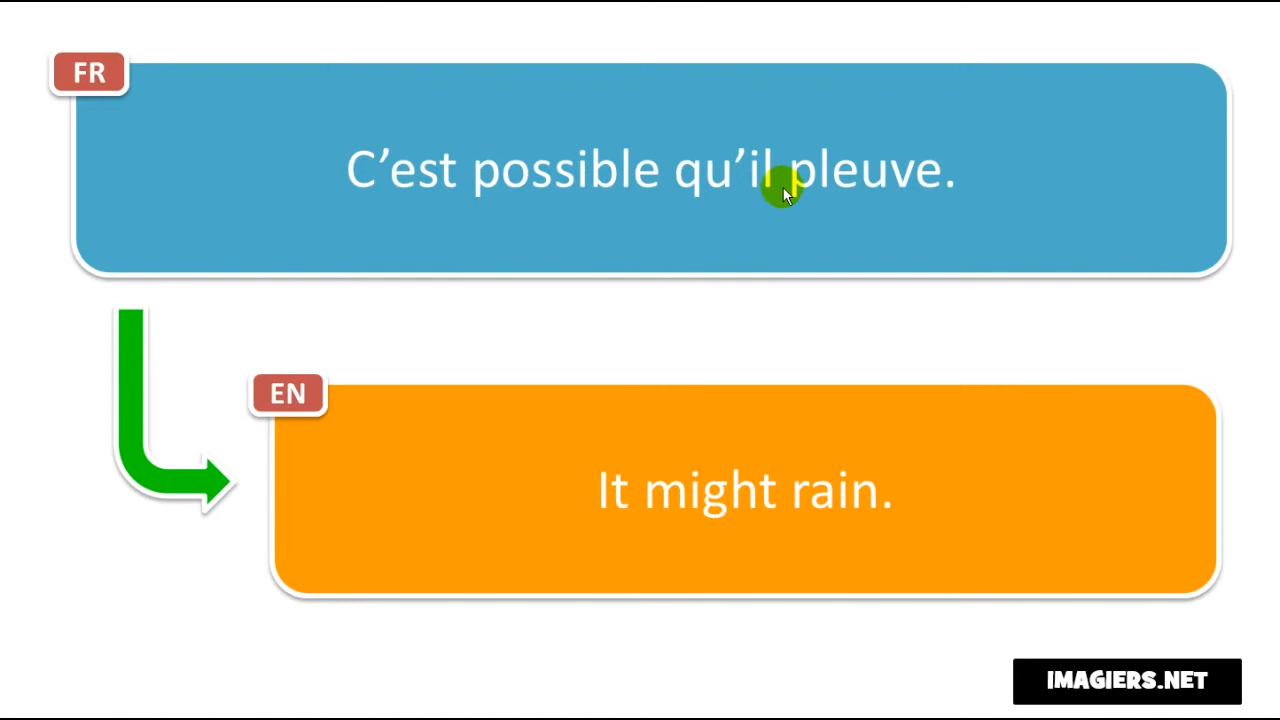 FR
C’est possible qu’il pleuve.
EN
It might rain.
IMAGIERS.NET